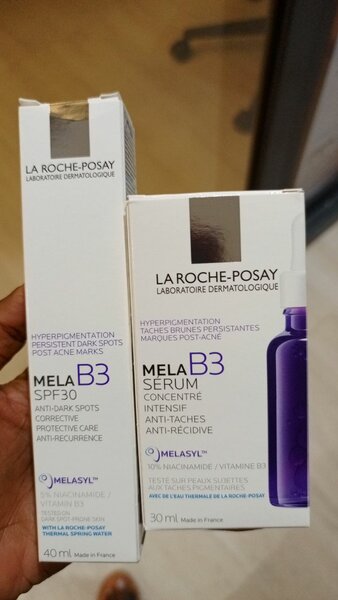 LA ROCHE-POSAY
LABORATOIRE DERMATOLOGIQUE
HYPERPIGMENTATION
PERSISTENT DARK SPOTS
POST ACNE MARKS
MELA B3
SPF30
ANTI-DARK SPOTS
CORRECTIVE
PROTECTIVE CARE
ANTI-RECURRENCE
MELASYL™
5% NIACINAMIDE /
VITAMIN B3
TESTED ON
DARK SPOT-PRONE SKIN
WITH LA ROCHE-POSAY
THERMAL SPRING WATER
40 ml Made in France
LA ROCHE-POSAY
LABORATOIRE DERMATOLOGIQUE
HYPERPIGMENTATION
TACHES BRUNES PERSISTANTES
MARQUES POST-ACNÉ
MELA B3
SÉRUM
CONCENTRÉ
INTENSIF
ANTI-TACHES
ANTI-RÉCIDIVE
MELASYL™
10% NIACINAMIDE / VITAMINE B3
TESTÉ SUR PEAUX SUJETTES
AUX TACHES PIGMENTAIRES
AVEC DE L'EAU THERMALE DE LA ROCHE-POSAY
30 ml Made in France